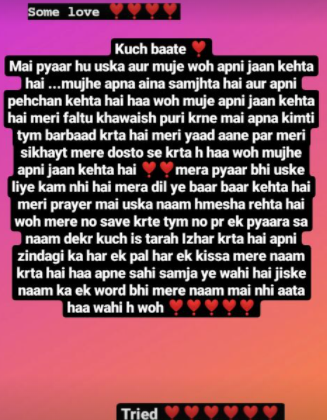 Some love ❣❣❣❣
Kuch baate ❣
Mai pyaar hu uska aur muje woh apni jaan kehta
hai ...mujhe apna aina samjhta hai aur apni
pehchan kehta hai haa woh muje apni jaan kehta
hai meri faltu khawaish puri krne mai apna kimti
tym barbaad krta hai meri yaad aane par meri
sikhayt mere dosto se krta h haa woh mujhe
apni jaan kehta hai ❣❣mera pyaar bhi uske
liye kam nhi hai mera dil ye baar baar kehta hai
meri prayer mai uska naam hmesha rehta hai
woh mere no save krte tym no pr ek pyaara sa
naam dekr kuch is tarah Izhar krta hai apni
zindagi ka har ek pal har ek kissa mere naam
krta hai haa apne sahi samja ye wahi hai jiske
naam ka ek word bhi mere naam mai nhi aata
haa wahi h woh ❣❣❣❣❣
Tried ❣❣❣❣❣❣